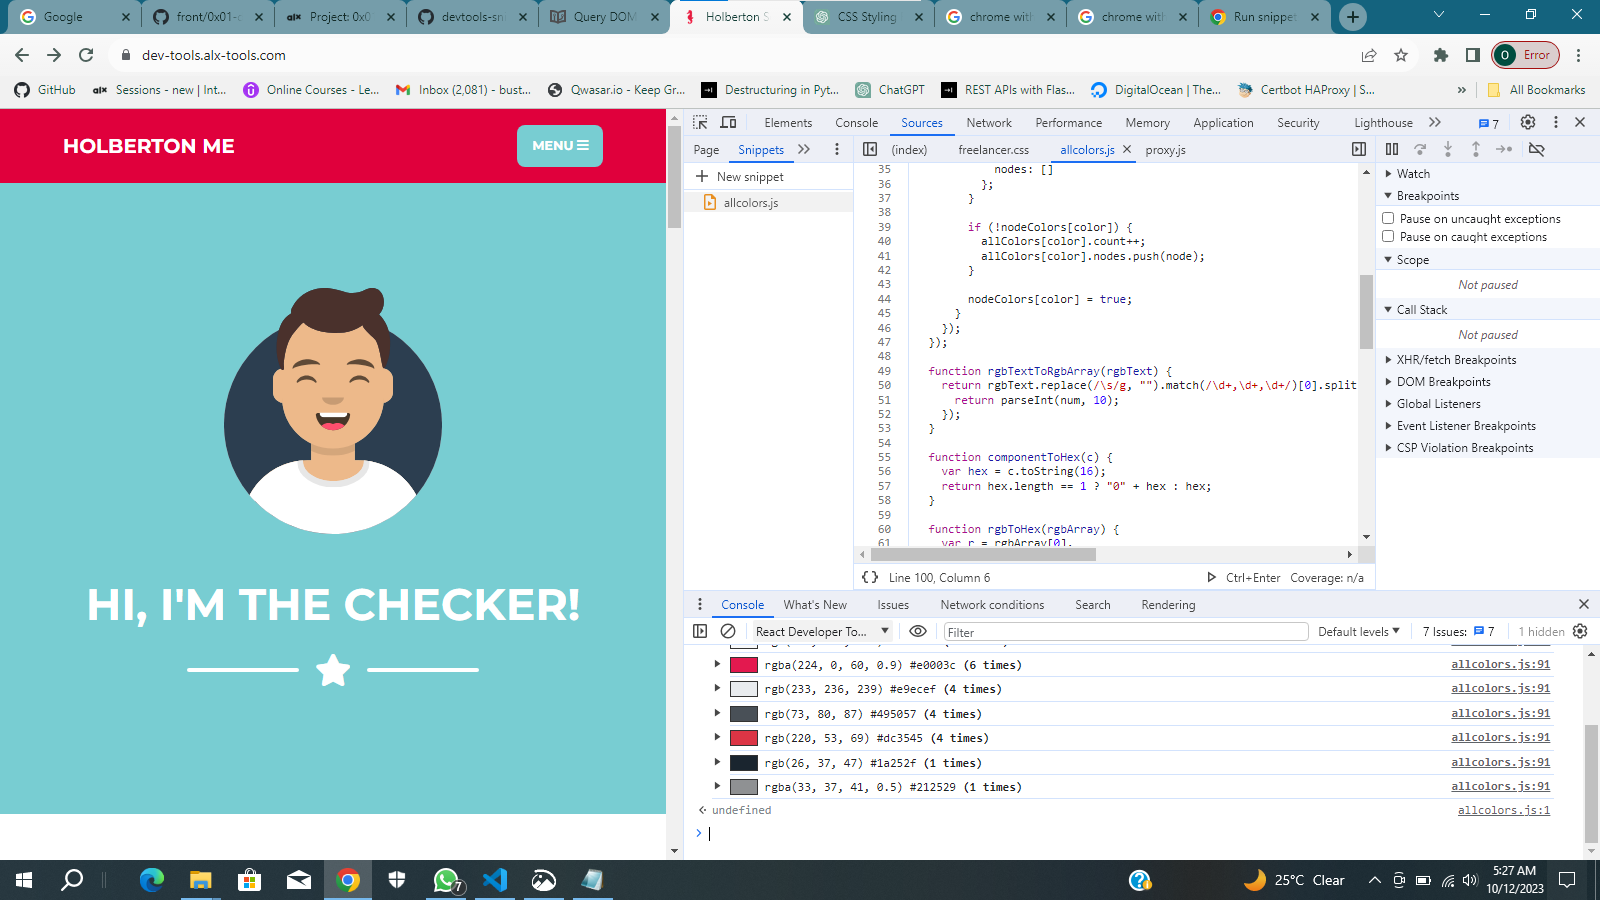 Google
front/0x01-d
Project: 0x01
devtools-sni
Query DOM
Holberton S
CSS Styling
chrome with
chrome with
Run snippet
dev-tools.alx-tools.com
O Error
GitHub
Sessions - new | Int...
Online Courses - Le...
Inbox (2,081) - bust...
Qwasar.io - Keep Gr...
Destructuring in Pyt...
ChatGPT
REST APIs with Flas...
DigitalOcean | The...
Certbot HAProxy | S...
»
All Bookmarks
HOLBERTON ME
MENU
HI, I'M THE CHECKER!
Elements Console Sources Network Performance Memory Application Security Lighthouse » 7
Page Snippets »
(index) freelancer.css allcolors.js proxy.js
New snippet
allcolors.js
35 nodes: []
36 };
37 }
38
39 if (!nodeColors[color]) {
40 allColors[color].count++;
41 allColors[color].nodes.push(node);
42 }
43
44 nodeColors[color] = true;
45 }
46 });
47 });
48
49 function rgbTextToRgbArray(rgbText) {
50 return rgbText.replace(/\s/g, "").match(/\d+,\d+,\d+/)[0].split
51 return parseInt(num, 10);
52 });
53 }
54
55 function componentToHex(c) {
56 var hex = c.toString(16);
57 return hex.length == 1 ? "0" + hex : hex;
58 }
59
60 function rgbToHex(rgbArray) {
61 var r = rgbArray[0],
{} Line 100, Column 6 Ctrl+Enter Coverage: n/a
Watch
Breakpoints
Pause on uncaught exceptions
Pause on caught exceptions
Scope
Not paused
Call Stack
Not paused
XHR/fetch Breakpoints
DOM Breakpoints
Global Listeners
Event Listener Breakpoints
CSP Violation Breakpoints
Console What's New Issues Network conditions Search Rendering
React Developer To... Filter Default levels 7 Issues: 7 1 hidden
rgba(224, 0, 60, 0.9) #e0003c (6 times) allcolors.js:91
rgb(233, 236, 239) #e9ecef (4 times) allcolors.js:91
rgb(73, 80, 87) #495057 (4 times) allcolors.js:91
rgb(220, 53, 69) #dc3545 (4 times) allcolors.js:91
rgb(26, 37, 47) #1a252f (1 times) allcolors.js:91
rgba(33, 37, 41, 0.5) #212529 (1 times) allcolors.js:91
undefined allcolors.js:1
7
25°C Clear
5:27 AM
10/12/2023